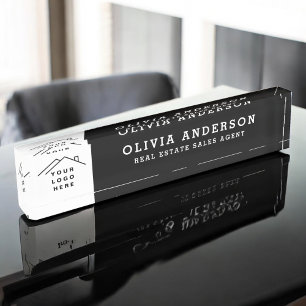 OLIVIA ANDERSON
REAL ESTATE SALES AGENT
YOUR
LOGO
HERE